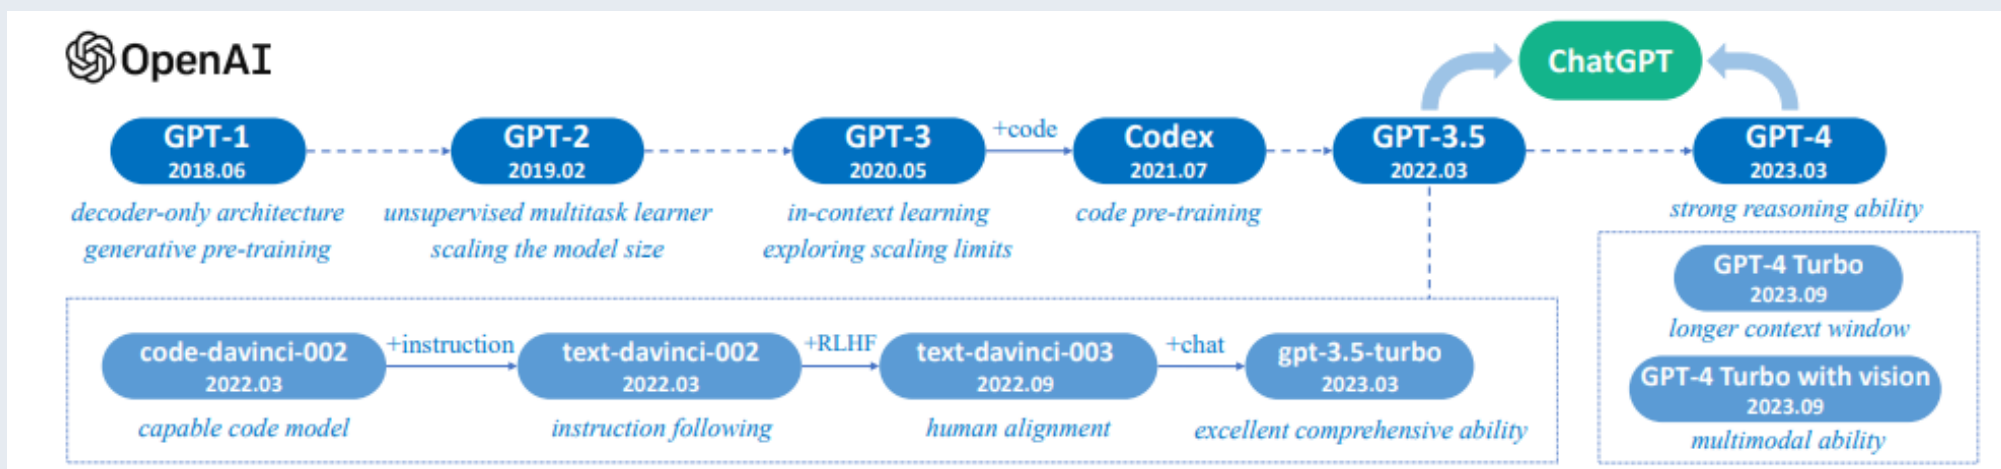 OpenAI
ChatGPT
GPT-1
2018.06
GPT-2
2019.02
GPT-3
2020.05
+code
Codex
2021.07
GPT-3.5
2022.03
GPT-4
2023.03
decoder-only architecture
generative pre-training
unsupervised multitask learner
scaling the model size
in-context learning
exploring scaling limits
code pre-training
strong reasoning ability
code-davinci-002
2022.03
+instruction
text-davinci-002
2022.03
+RLHF
text-davinci-003
2022.09
+chat
gpt-3.5-turbo
2023.03
capable code model
instruction following
human alignment
excellent comprehensive ability
GPT-4 Turbo
2023.09
longer context window
GPT-4 Turbo with vision
2023.09
multimodal ability